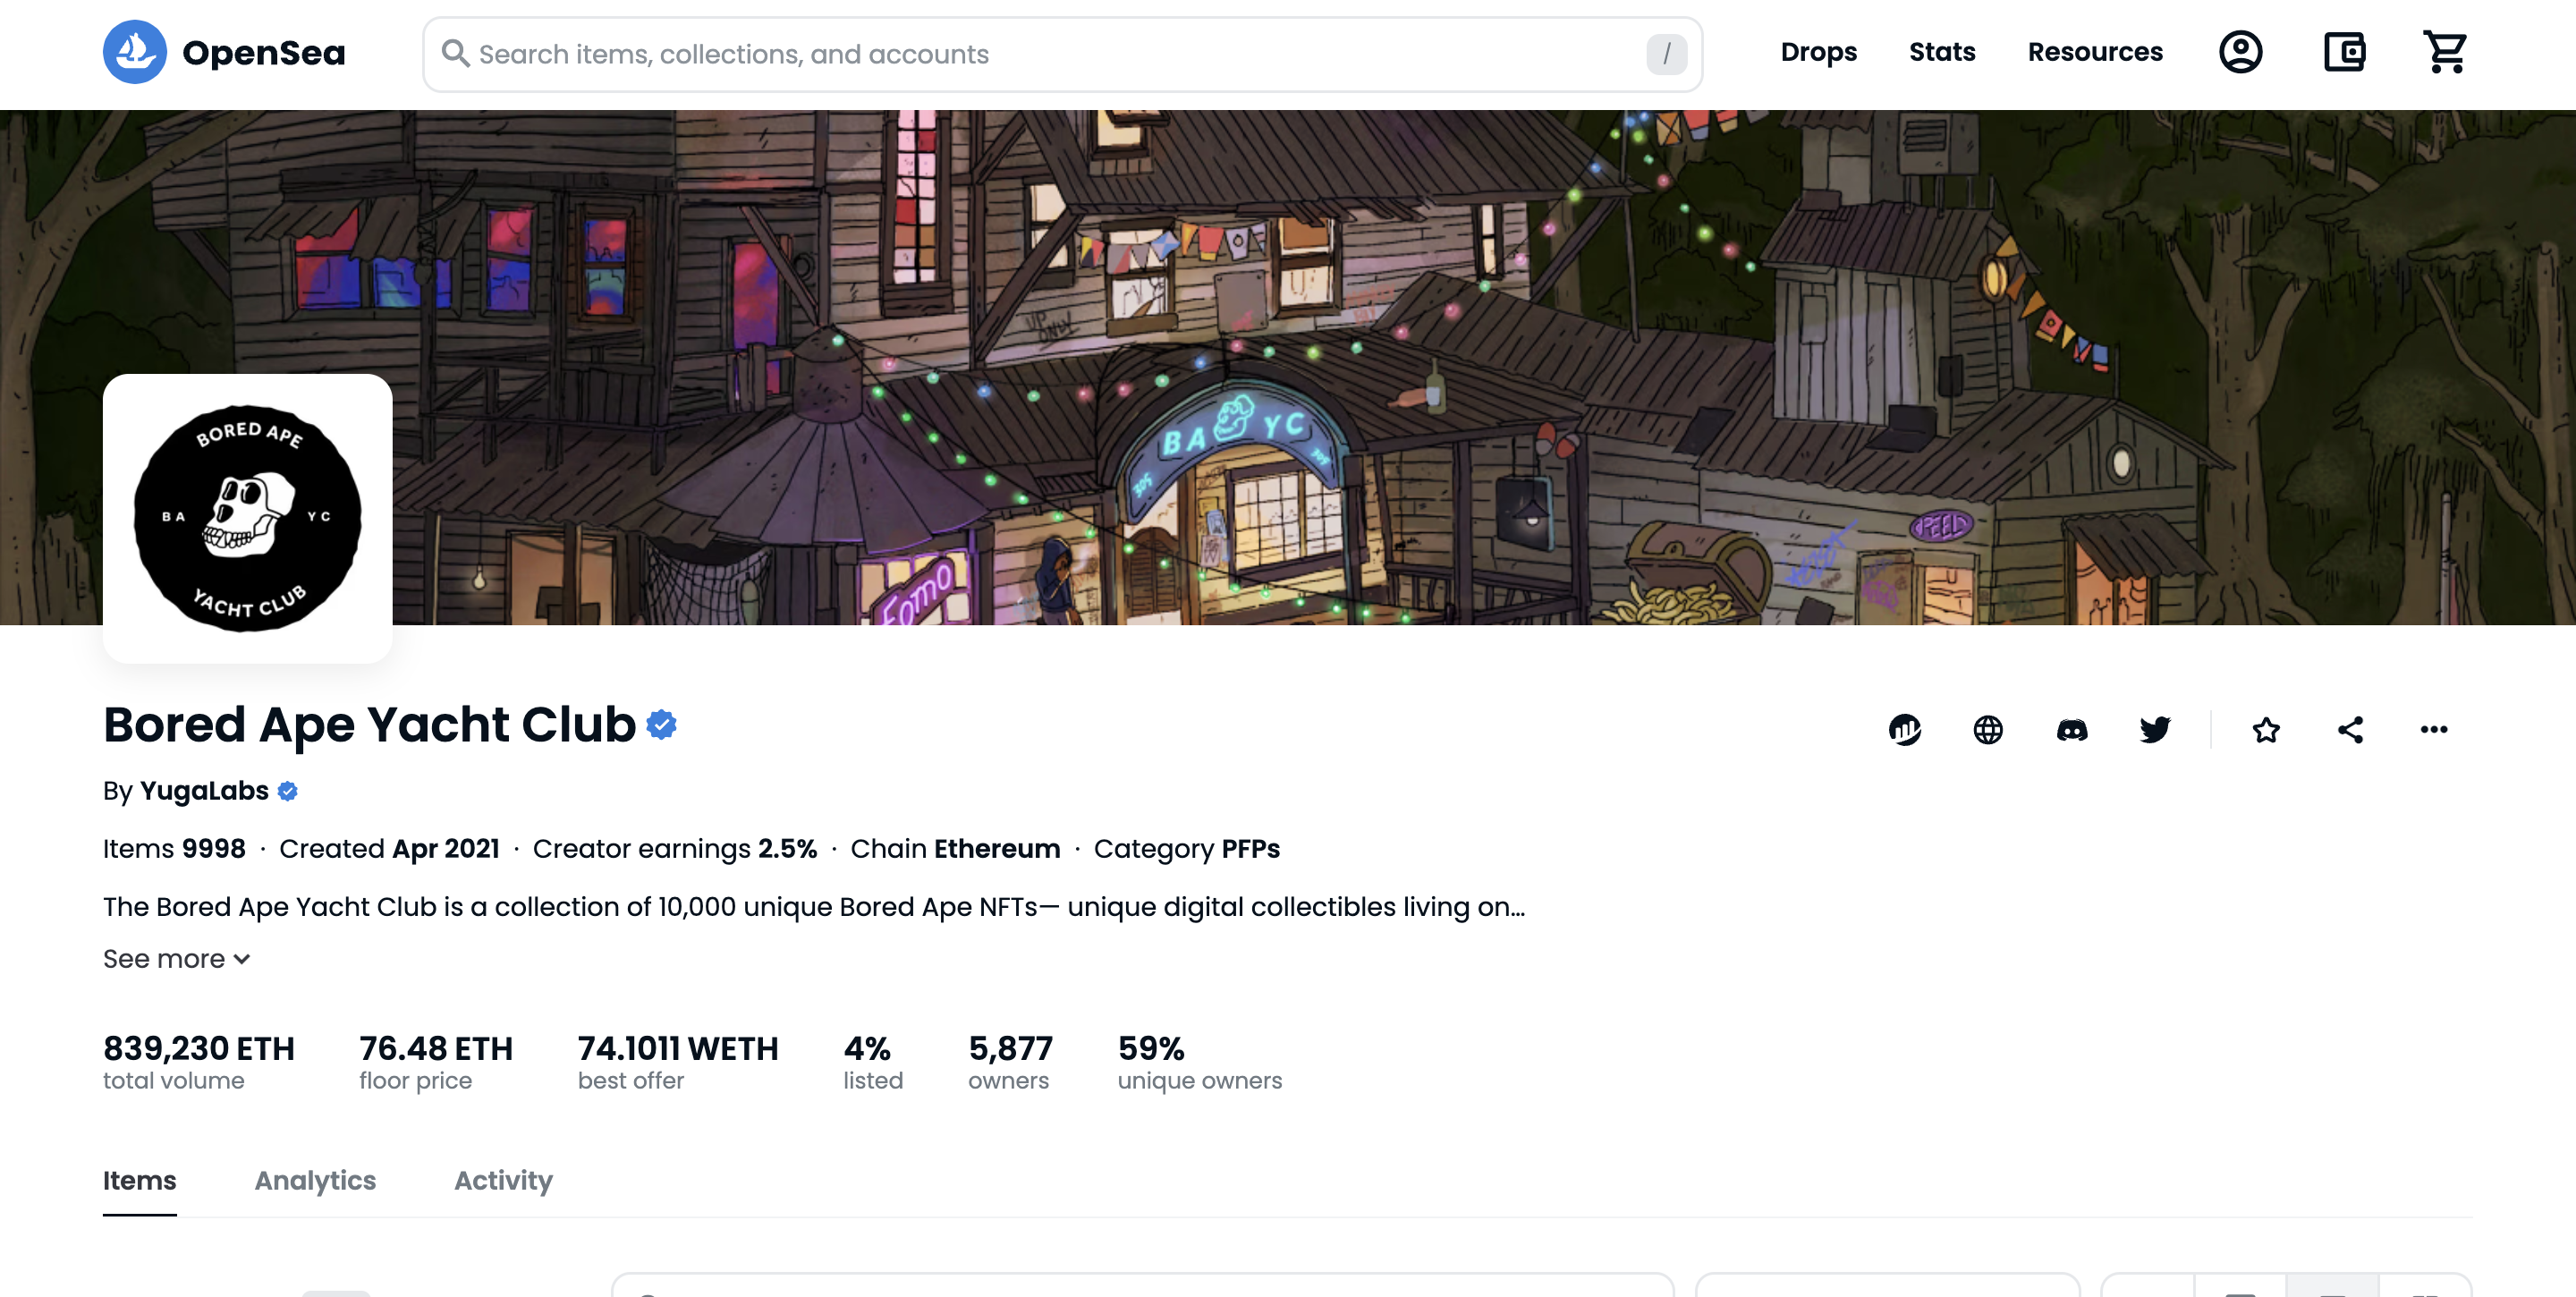 OpenSea
Search items, collections, and accounts
/
Drops
Stats
Resources
BA YC
305
305
Fomo
BORED APE
BA YC
YACHT CLUB
Bored Ape Yacht Club
By YugaLabs
Items 9998 · Created Apr 2021 · Creator earnings 2.5% · Chain Ethereum · Category PFPs
The Bored Ape Yacht Club is a collection of 10,000 unique Bored Ape NFTs— unique digital collectibles living on...
See more
839,230 ETH
total volume
76.48 ETH
floor price
74.1011 WETH
best offer
4%
listed
5,877
owners
59%
unique owners
Items
Analytics
Activity